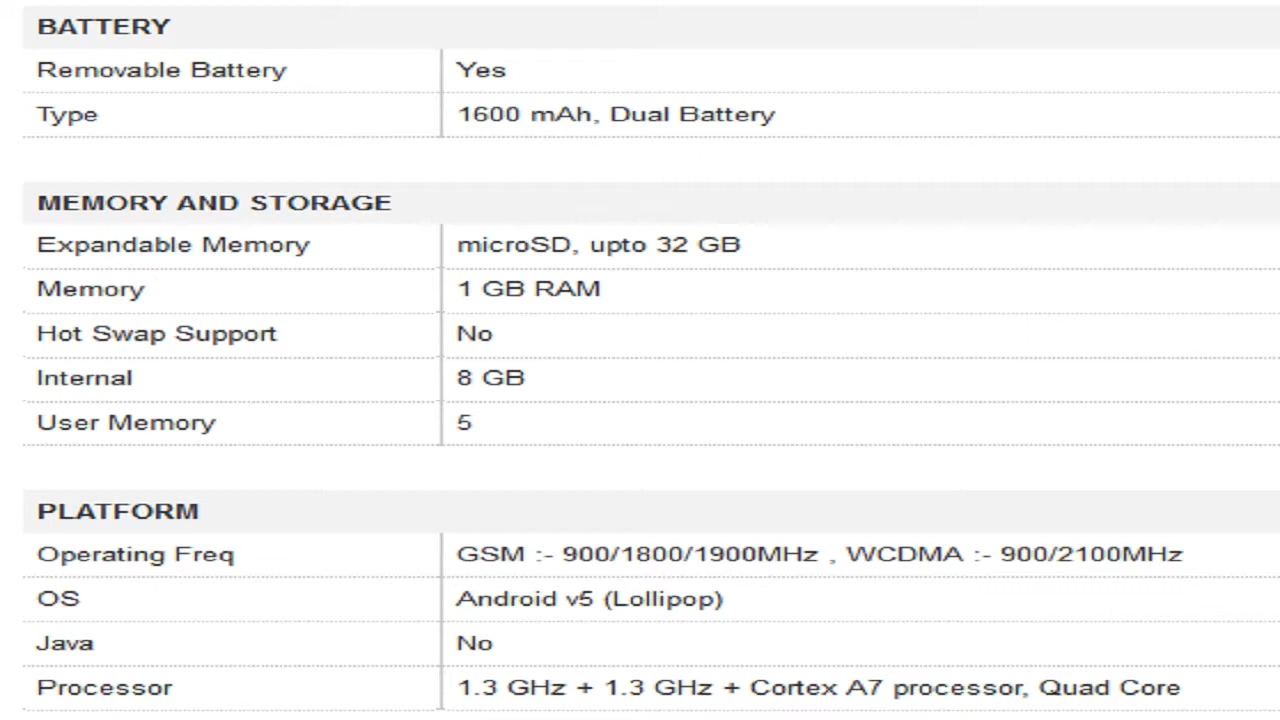 BATTERY
Removable Battery Yes
Type 1600 mAh, Dual Battery
MEMORY AND STORAGE
Expandable Memory microSD, upto 32 GB
Memory 1 GB RAM
Hot Swap Support No
Internal 8 GB
User Memory 5
PLATFORM
Operating Freq GSM :- 900/1800/1900MHz , WCDMA :- 900/2100MHz
OS Android v5 (Lollipop)
Java No
Processor 1.3 GHz + 1.3 GHz + Cortex A7 processor, Quad Core